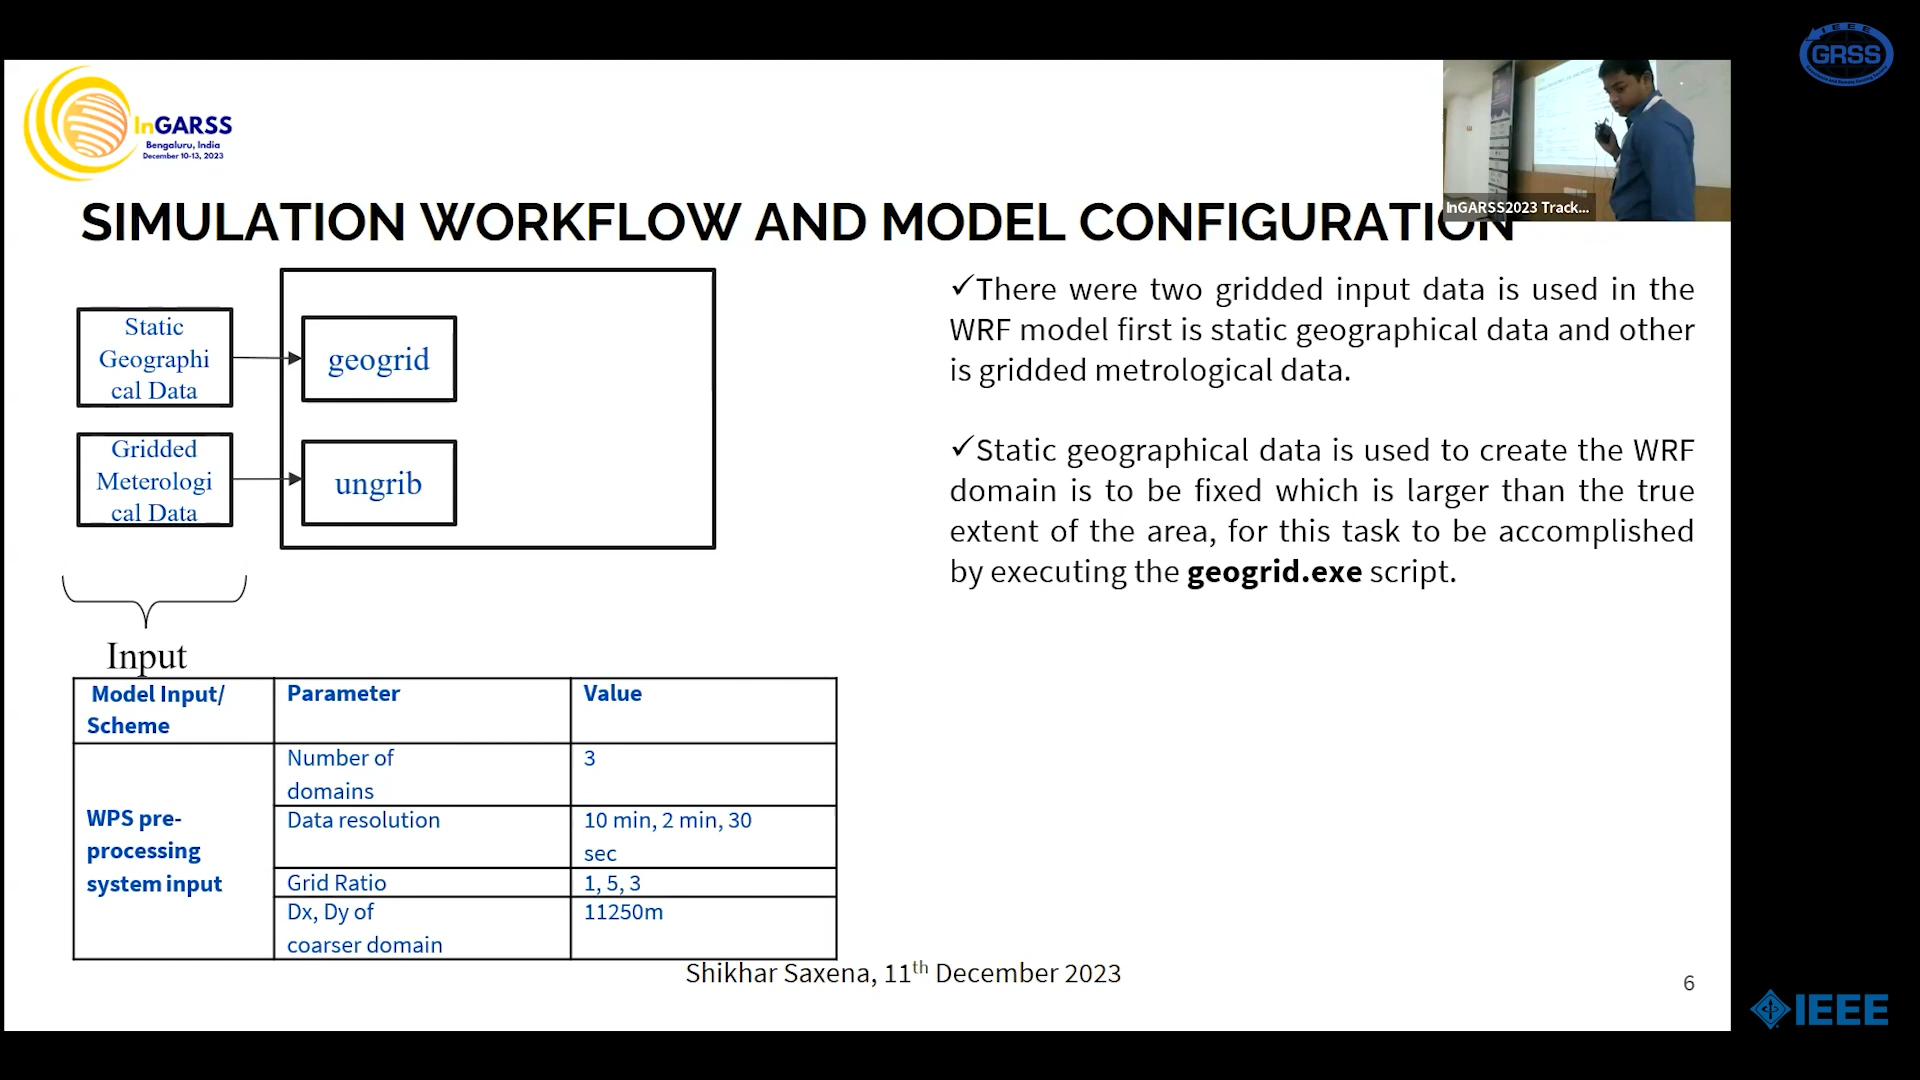 IEEE
GRSS
InGARSS
Bengaluru, India
December 10-13, 2023
InGARSS2023 Track...
SIMULATION WORKFLOW AND MODEL CONFIGURATION
Static
Geographi
cal Data
geogrid
Gridded
Meterologi
cal Data
ungrib
Input
✓There were two gridded input data is used in the
WRF model first is static geographical data and other
is gridded metrological data.
✓Static geographical data is used to create the WRF
domain is to be fixed which is larger than the true
extent of the area, for this task to be accomplished
by executing the geogrid.exe script.
Model Input/
Scheme
Parameter
Value
WPS pre-
processing
system input
Number of
domains
3
Data resolution
10 min, 2 min, 30
sec
Grid Ratio
1, 5, 3
Dx, Dy of
coarser domain
11250m
Shikhar Saxena, 11th December 2023
6
IEEE